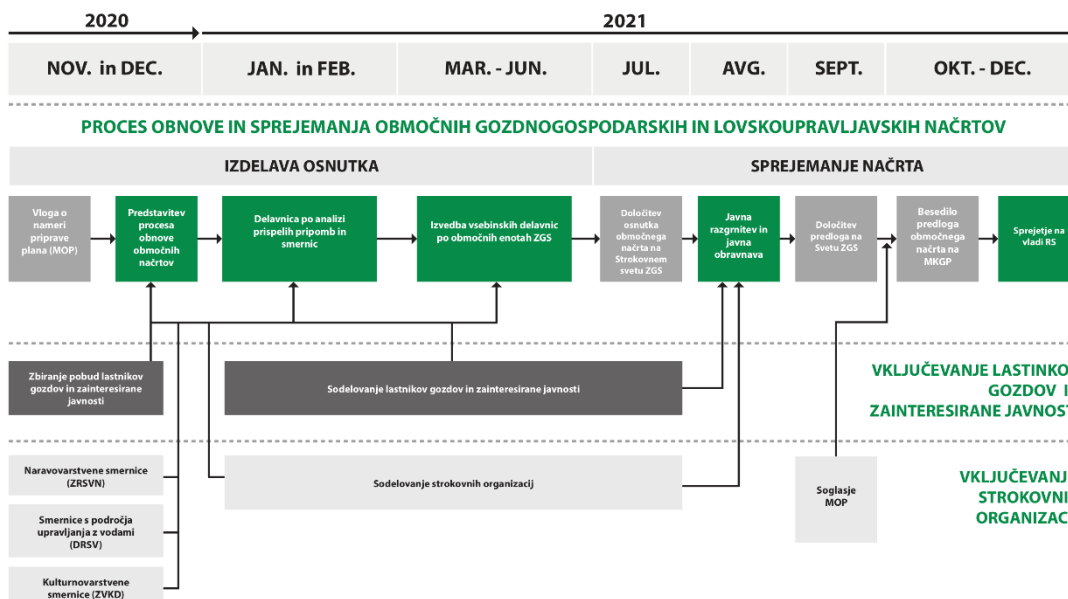 2020
2021
NOV. in DEC.
JAN. in FEB.
MAR. - JUN.
JUL.
AVG.
SEPT.
OKT. - DEC.
PROCES OBNOVE IN SPREJEMANJA OBMOČNIH GOZDNOGOSPODARSKIH IN LOVSKOUPRAVLJAVSKIH NAČRTOV
IZDELAVA OSNUTKA
SPREJEMANJE NAČRTA
Vloga o
nameri
priprave
plana (MOP)
Predstavitev
procesa
obnove
območnih
načrtov
Delavnica po analizi
prispelih pripomb in
smernic
Izvedba vsebinskih delavnic
po območnih enotah ZGS
Določitev
osnutka
območnega
načrta na
Strokovnem
svetu ZGS
Javna
razgrnitev in
javna
obravnava
Določitev
predloga na
Svetu ZGS
Besedilo
predloga
območnega
načrta na
MKGP
Sprejetje na
vladi RS
Zbiranje pobud lastnikov
gozdov in zainteresirane
javnosti
Sodelovanje lastnikov gozdov in zainteresirane javnosti
VKLJUČEVANJE LASTINKO
GOZDOV I
ZAINTERESIRANE JAVNOST
Naravovarstvene smernice
(ZRSVN)
Smernice s področja
upravljanja z vodami
(DRSV)
Kulturnovarstvene
smernice (ZVKD)
Sodelovanje strokovnih organizacij
Soglasje
MOP
VKLJUČEVANJ
STROKOVNI
ORGANIZAC